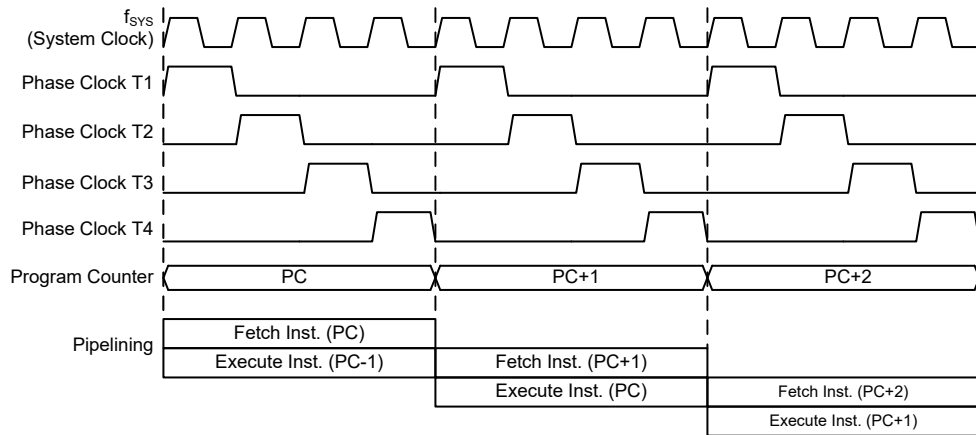 fSYS
(System Clock)
Phase Clock T1
Phase Clock T2
Phase Clock T3
Phase Clock T4
Program Counter PC PC+1 PC+2
Pipelining
Fetch Inst. (PC)
Execute Inst. (PC-1) Fetch Inst. (PC+1)
Execute Inst. (PC) Fetch Inst. (PC+2)
Execute Inst. (PC+1)